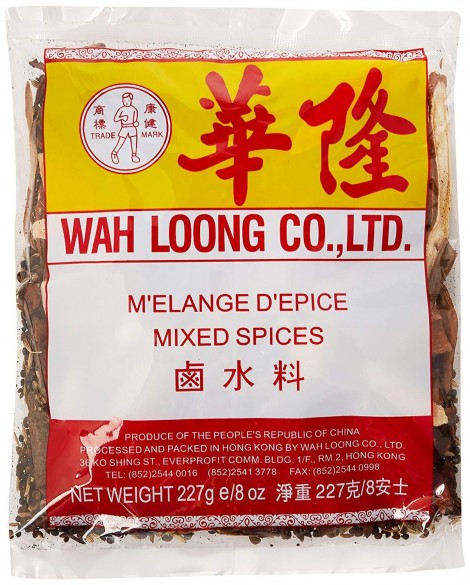 商標 康健
TRADE MARK
華隆
WAH LOONG CO.,LTD.
M'ELANGE D'EPICE
MIXED SPICES
鹵水料
PRODUCE OF THE PEOPLE'S REPUBLIC OF CHINA
PROCESSED AND PACKED IN HONG KONG BY WAH LOONG CO., LTD.
36 KO SHING ST., EVERPROFIT COMM. BLDG. 1/F., RM.2, HONG KONG
TEL: (852)2544 0016 (852)2541 3778 FAX: (852)2544 0998
NET WEIGHT 227g e/8 oz 淨重 227克/8安士